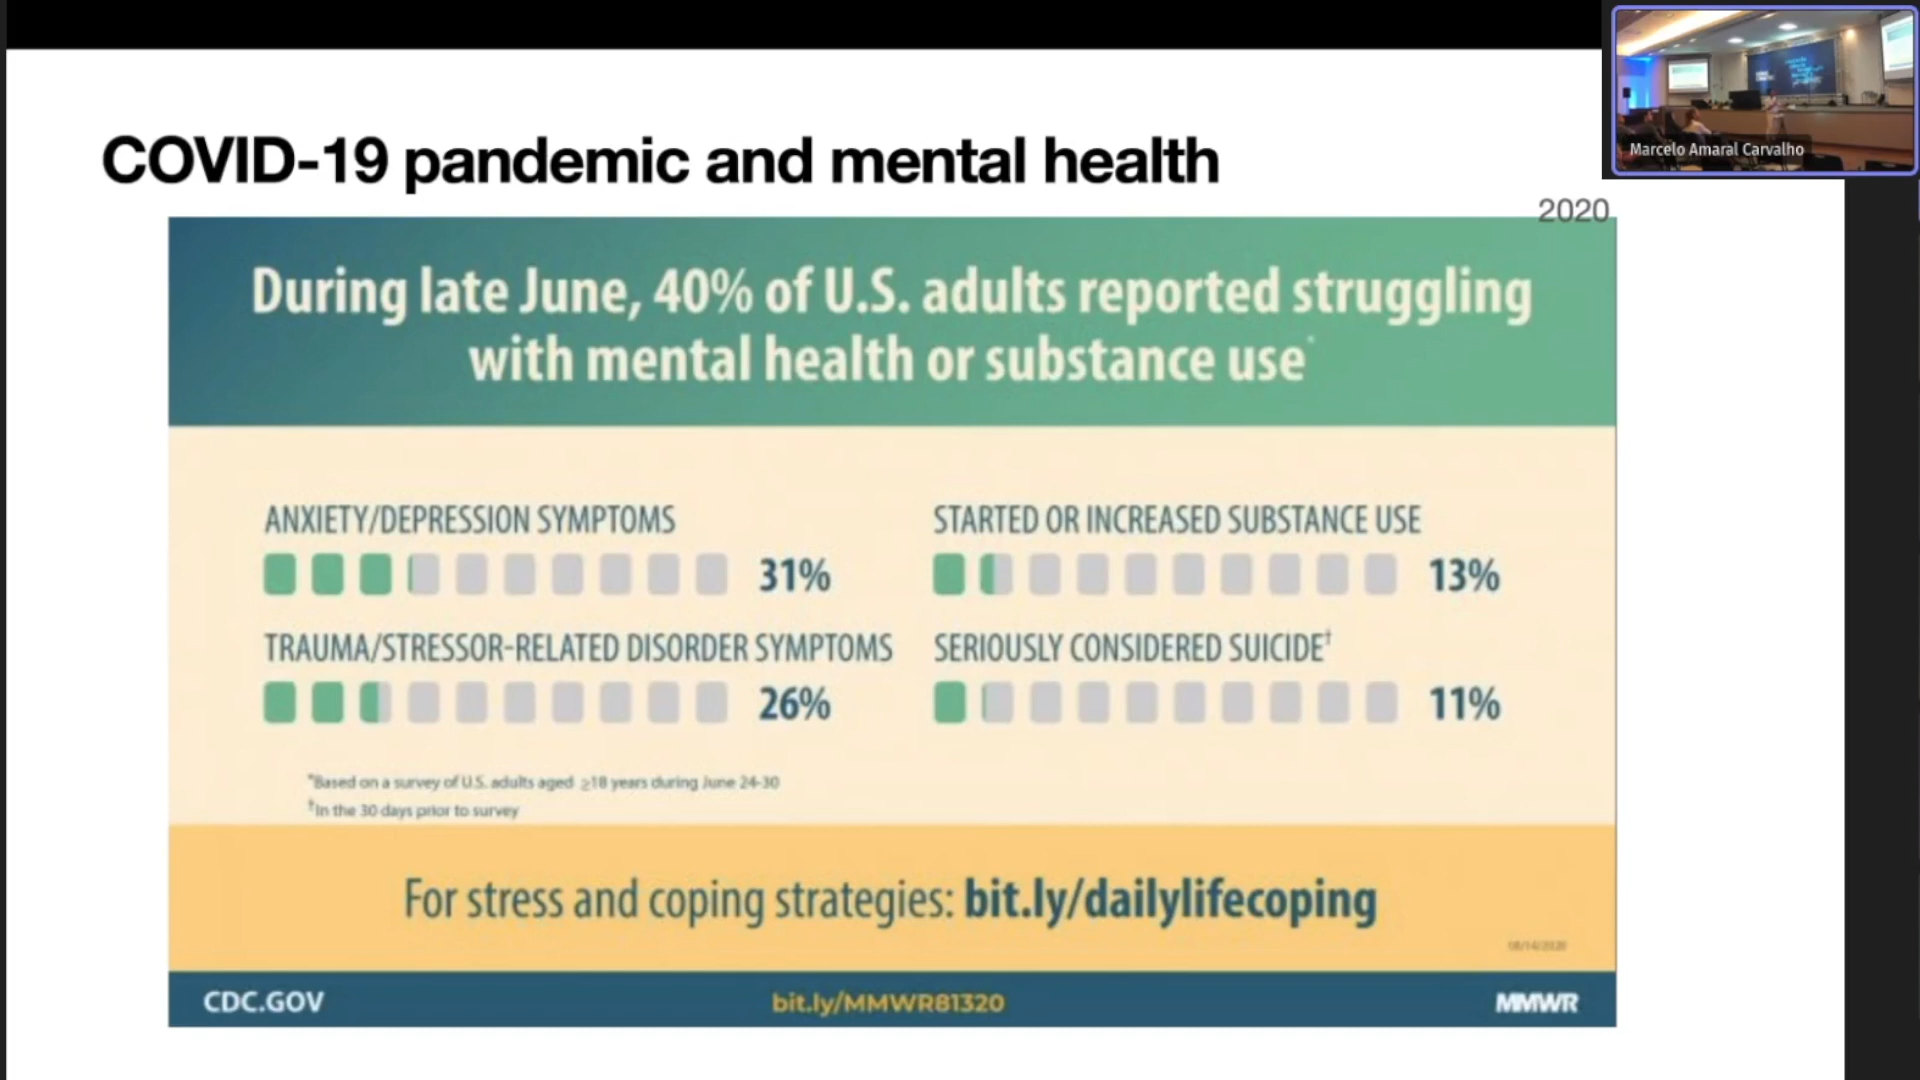 COVID-19 pandemic and mental health
Marcelo Amaral Carvalho
2020
During late June, 40% of U.S. adults reported struggling
with mental health or substance use*
ANXIETY/DEPRESSION SYMPTOMS
31%
STARTED OR INCREASED SUBSTANCE USE
13%
TRAUMA/STRESSOR-RELATED DISORDER SYMPTOMS
26%
SERIOUSLY CONSIDERED SUICIDE†
11%
*Based on a survey of U.S. adults aged ≥18 years during June 24-30
†In the 30 days prior to survey
For stress and coping strategies: bit.ly/dailylifecoping
08/14/2020
CDC.GOV
bit.ly/MMWR81320
MMWR